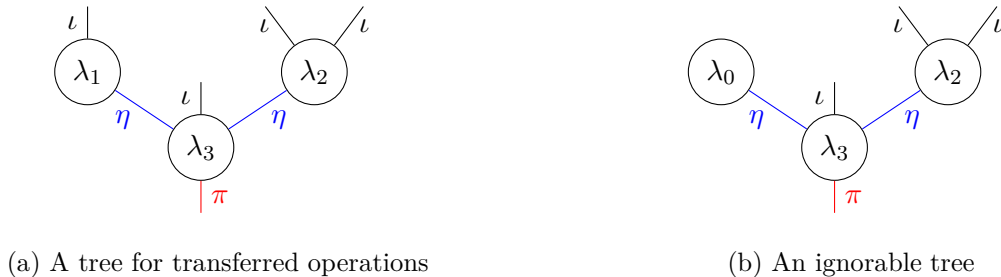 ι ι ι
λ₁ λ₂
ι
η η
λ₃
π
(a) A tree for transferred operations
ι ι
λ₀ λ₂
ι
η η
λ₃
π
(b) An ignorable tree